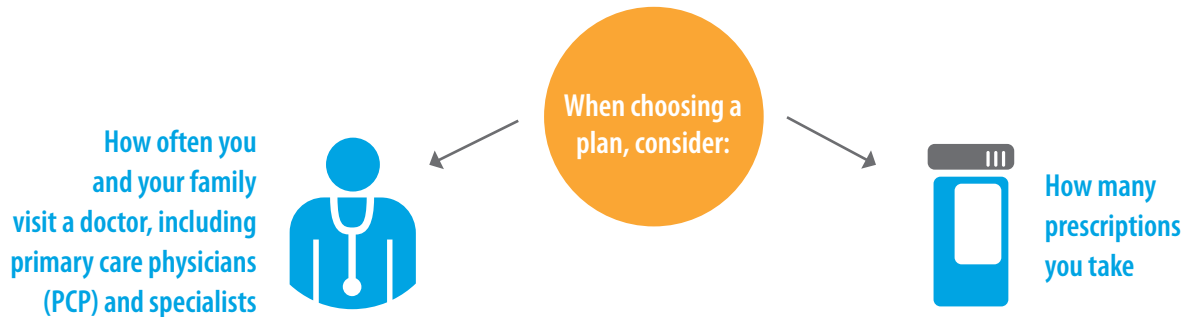 When choosing a
plan, consider:
How often you
and your family
visit a doctor, including
primary care physicians
(PCP) and specialists
How many
prescriptions
you take